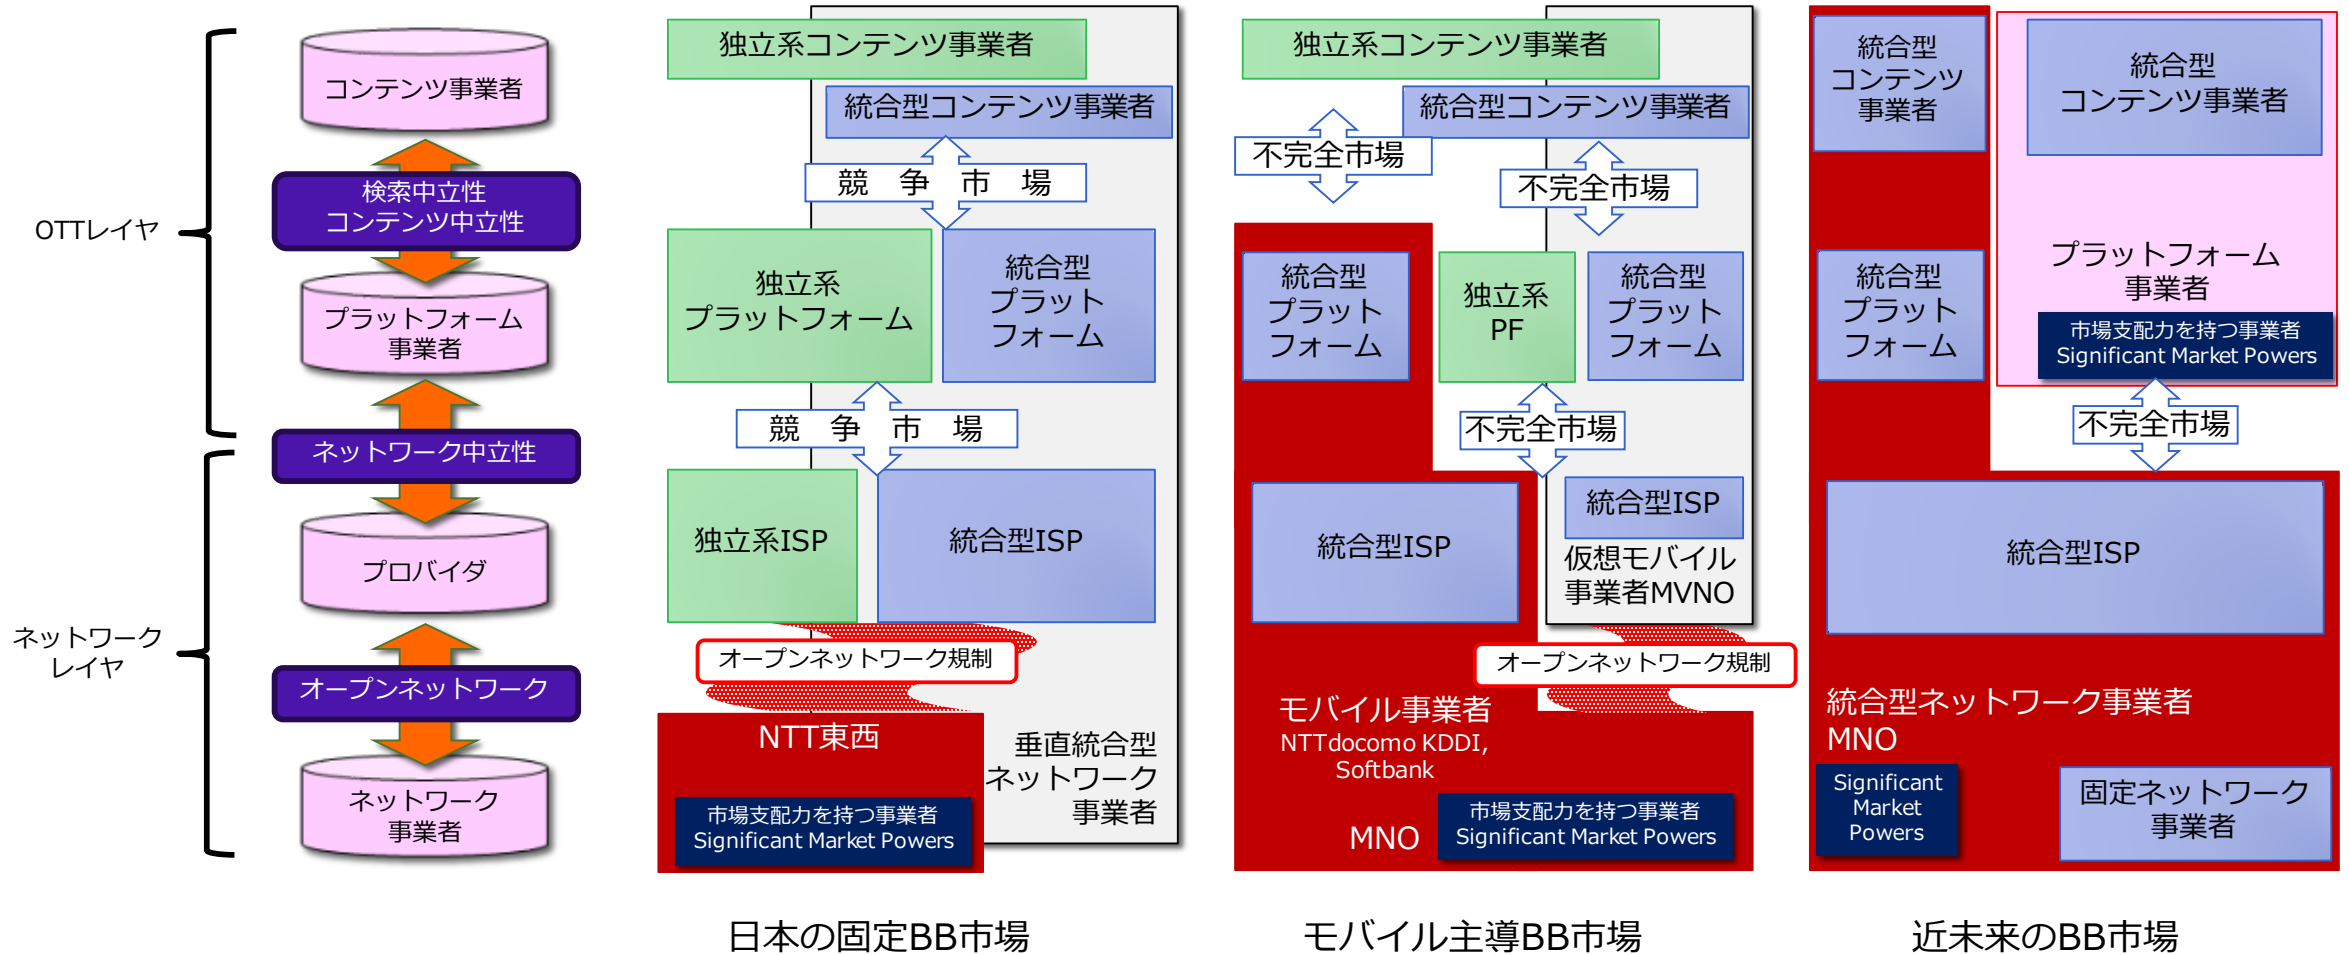 OTTレイヤ
ネットワーク
レイヤ
コンテンツ事業者
検索中立性
コンテンツ中立性
プラットフォーム
事業者
ネットワーク中立性
プロバイダ
オープンネットワーク
ネットワーク
事業者
独立系コンテンツ事業者
統合型コンテンツ事業者
競 争 市 場
独立系
プラットフォーム
統合型
プラット
フォーム
競 争 市 場
独立系ISP
統合型ISP
オープンネットワーク規制
NTT東西
市場支配力を持つ事業者
Significant Market Powers
垂直統合型
ネットワーク
事業者
日本の固定BB市場
独立系コンテンツ事業者
統合型コンテンツ事業者
不完全市場
不完全市場
統合型
プラット
フォーム
独立系
PF
統合型
プラット
フォーム
不完全市場
統合型ISP
統合型ISP
仮想モバイル
事業者MVNO
オープンネットワーク規制
モバイル事業者
NTTdocomo KDDI,
Softbank
MNO
市場支配力を持つ事業者
Significant Market Powers
モバイル主導BB市場
統合型
コンテンツ
事業者
統合型
コンテンツ事業者
統合型
プラット
フォーム
プラットフォーム
事業者
市場支配力を持つ事業者
Significant Market Powers
不完全市場
統合型ISP
統合型ネットワーク事業者
MNO
Significant
Market
Powers
固定ネットワーク
事業者
近未来のBB市場